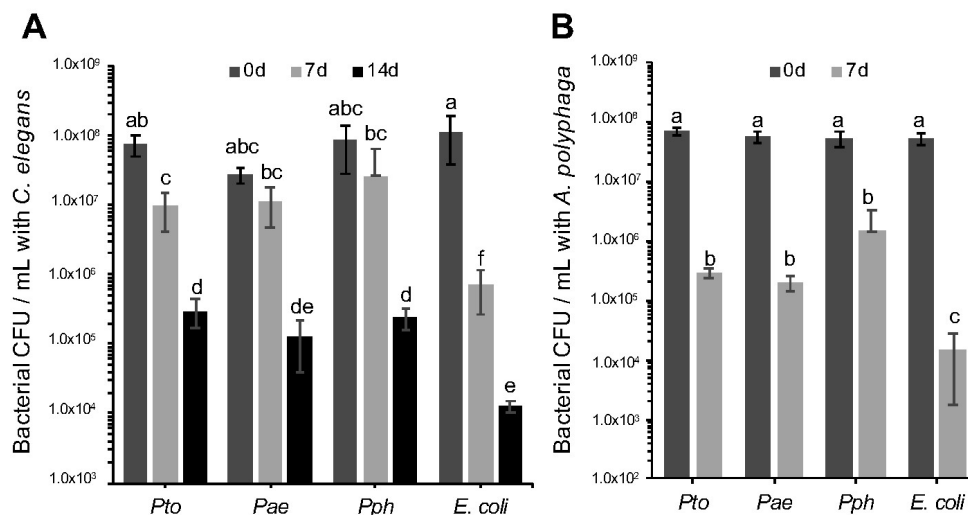 A
Bacterial CFU / mL with C. elegans
1.0x10⁹
1.0x10⁸
1.0x10⁷
1.0x10⁶
1.0x10⁵
1.0x10⁴
1.0x10³
0d 7d 14d
ab c d
abc bc de
abc bc d
a f e
Pto Pae Pph E. coli
B
Bacterial CFU / mL with A. polyphaga
1.0x10⁹
1.0x10⁸
1.0x10⁷
1.0x10⁶
1.0x10⁵
1.0x10⁴
1.0x10³
1.0x10²
0d 7d
a b
a b
a b
a c
Pto Pae Pph E. coli